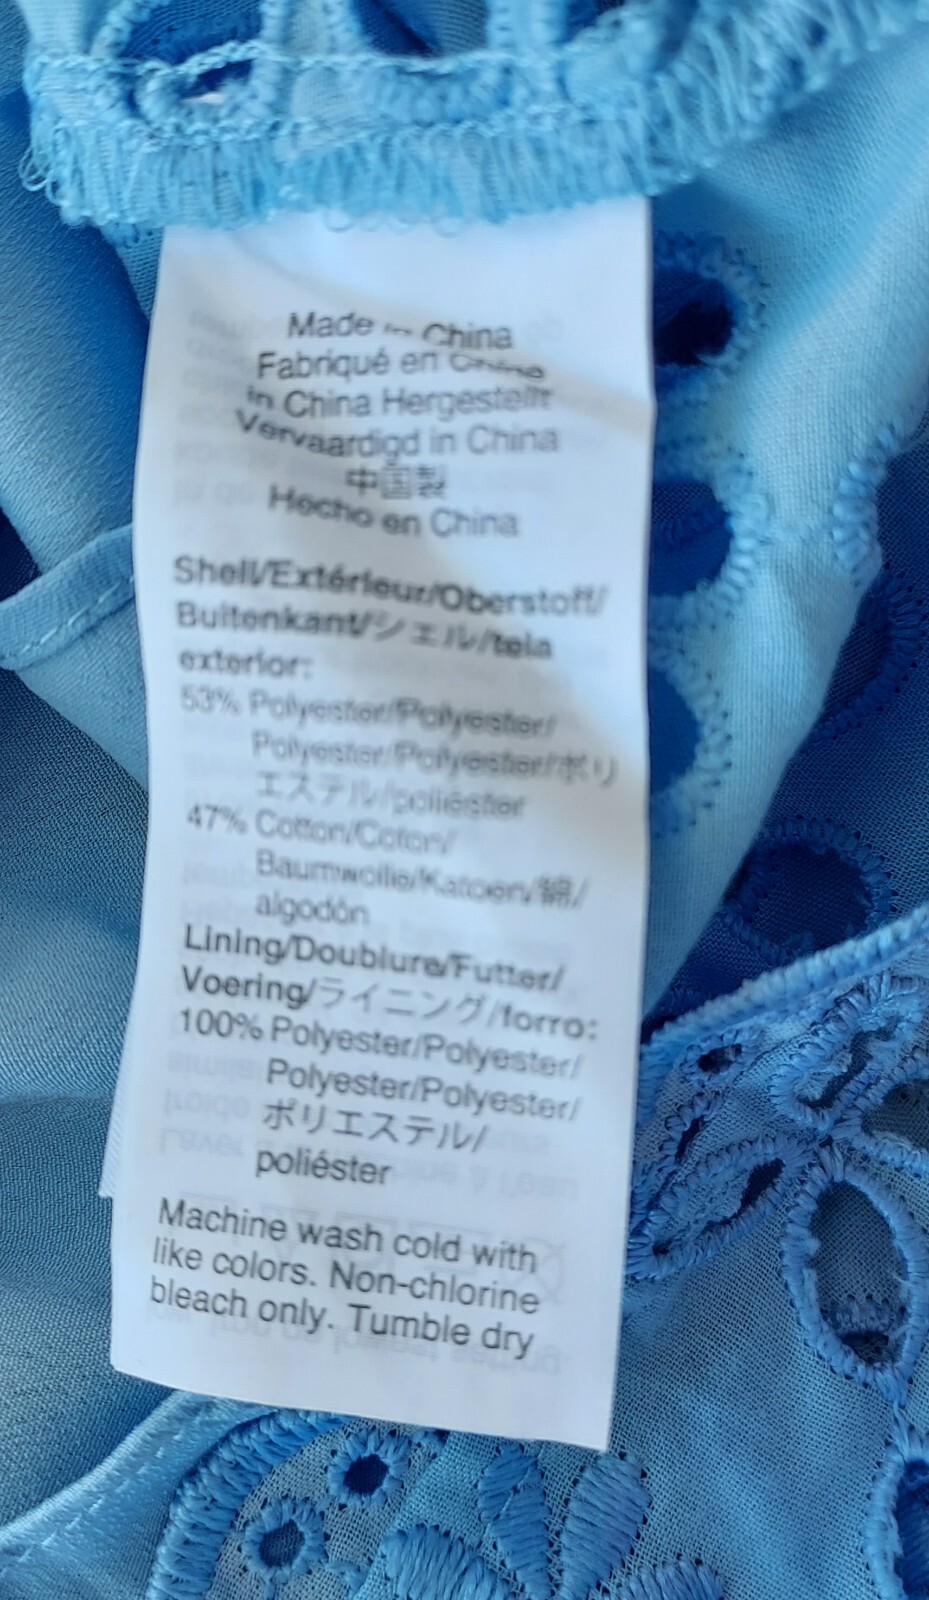 Made in China
Fabriqué en Chine
in China Hergestellt
Vervaardigd in China
中国製
Hecho en China
Shell/Extérieur/Oberstoff/
Buitenkant/シェル/tela
exterior:
53% Polyester/Polyester/
Polyester/Polyester/ポリ
エステル/poliéster
47% Cotton/Coton/
Baumwolle/Katoen/綿/
algodón
Lining/Doublure/Futter/
Voering/ライニング/forro:
100% Polyester/Polyester/
Polyester/Polyester/
ポリエステル/
poliéster
Machine wash cold with
like colors. Non-chlorine
bleach only. Tumble dry